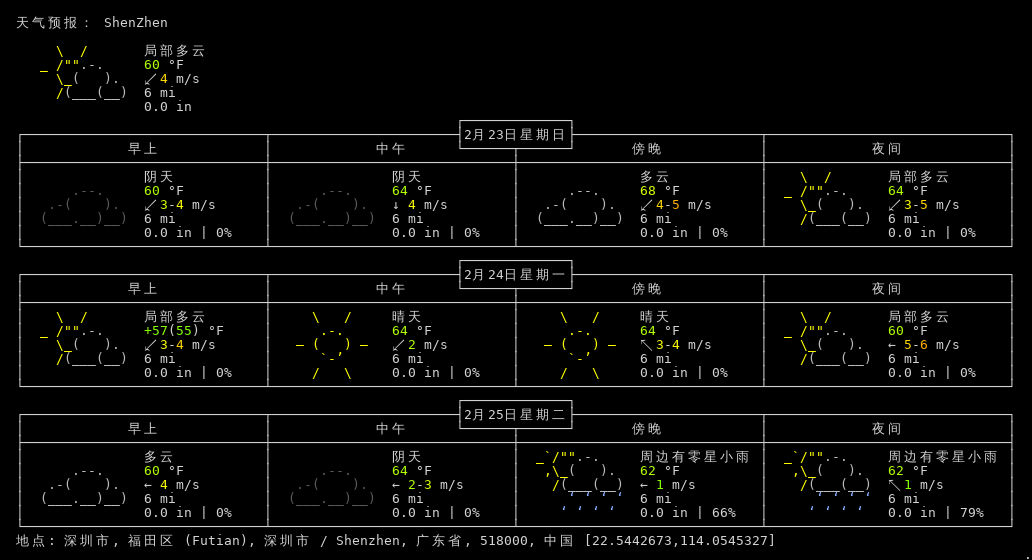 天气预报： ShenZhen
局部多云
60 °F
↙4 m/s
6 mi
0.0 in
2月23日星期日
早上 中午 傍晚 夜间
阴天 阴天 多云 局部多云
60 °F 64 °F 68 °F 64 °F
↙3-4 m/s ↓ 4 m/s ↙4-5 m/s ↙3-5 m/s
6 mi 6 mi 6 mi 6 mi
0.0 in | 0% 0.0 in | 0% 0.0 in | 0% 0.0 in | 0%
2月24日星期一
早上 中午 傍晚 夜间
局部多云 晴天 晴天 局部多云
+57(55) °F 64 °F 64 °F 60 °F
↙3-4 m/s ↙2 m/s ↖3-4 m/s ← 5-6 m/s
6 mi 6 mi 6 mi 6 mi
0.0 in | 0% 0.0 in | 0% 0.0 in | 0% 0.0 in | 0%
2月25日星期二
早上 中午 傍晚 夜间
多云 阴天 周边有零星小雨 周边有零星小雨
60 °F 64 °F 62 °F 62 °F
← 4 m/s ← 2-3 m/s ← 1 m/s ↖1 m/s
6 mi 6 mi 6 mi 6 mi
0.0 in | 0% 0.0 in | 0% 0.0 in | 66% 0.0 in | 79%
地点: 深圳市, 福田区 (Futian), 深圳市 / Shenzhen, 广东省, 518000, 中国 [22.5442673,114.0545327]